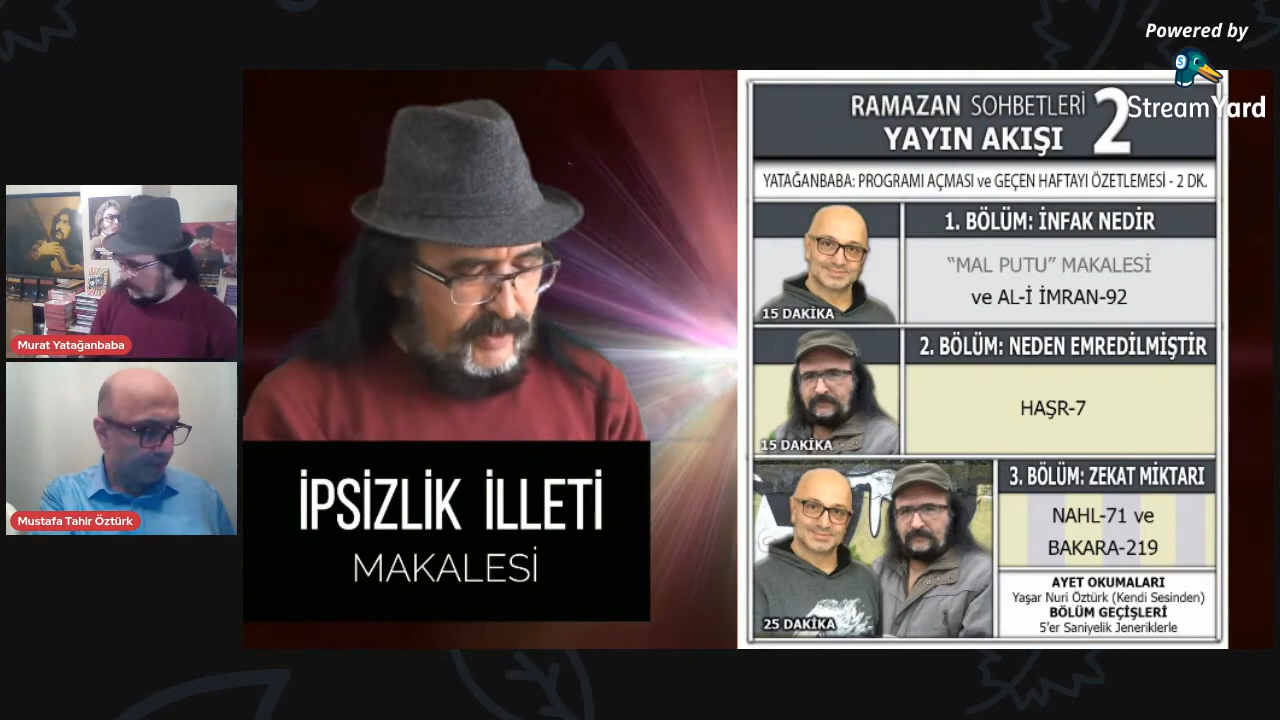 Powered by
StreamYard
Murat Yatağanbaba
Mustafa Tahir Öztürk
İPSİZLİK İLLETİ
MAKALESİ
RAMAZAN SOHBETLERİ 2
YAYIN AKIŞI
YATAĞANBABA: PROGRAMI AÇMASI ve GEÇEN HAFTAYI ÖZETLEMESİ - 2 DK.
1. BÖLÜM: İNFAK NEDİR
"MAL PUTU" MAKALESİ
ve AL-İ İMRAN-92
15 DAKİKA
2. BÖLÜM: NEDEN EMREDİLMİŞTİR
HAŞR-7
15 DAKİKA
3. BÖLÜM: ZEKAT MİKTARI
NAHL-71 ve
BAKARA-219
25 DAKİKA
AYET OKUMALARI
Yaşar Nuri Öztürk (Kendi Sesinden)
BÖLÜM GEÇİŞLERİ
5'er Saniyelik Jeneriklerle